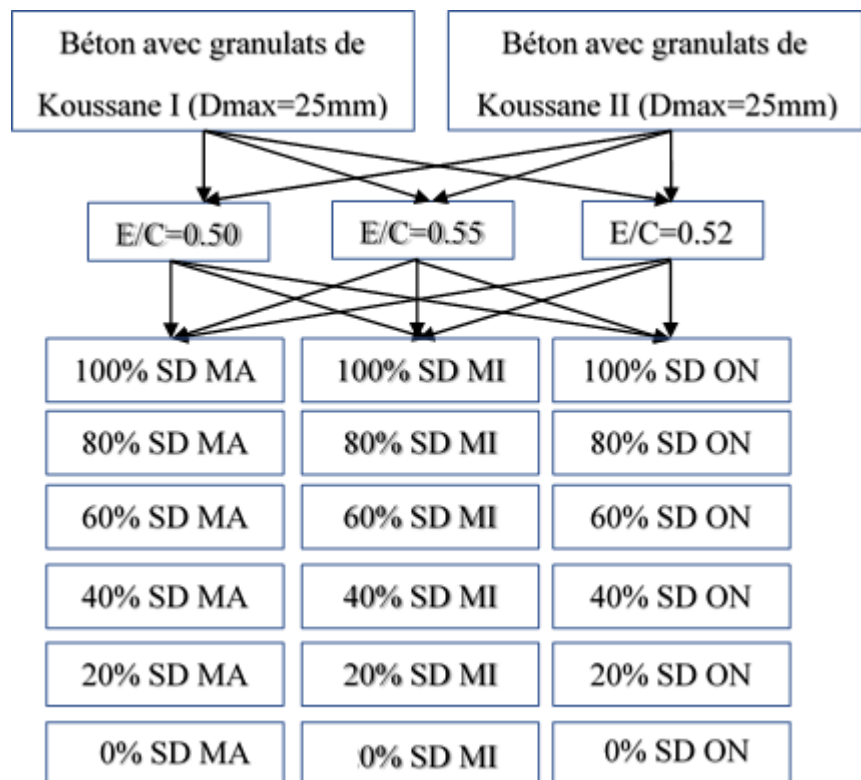 Béton avec granulats de
Koussane I (Dmax=25mm)
Béton avec granulats de
Koussane II (Dmax=25mm)
E/C=0.50
E/C=0.55
E/C=0.52
100% SD MA
100% SD MI
100% SD ON
80% SD MA
80% SD MI
80% SD ON
60% SD MA
60% SD MI
60% SD ON
40% SD MA
40% SD MI
40% SD ON
20% SD MA
20% SD MI
20% SD ON
0% SD MA
0% SD MI
0% SD ON